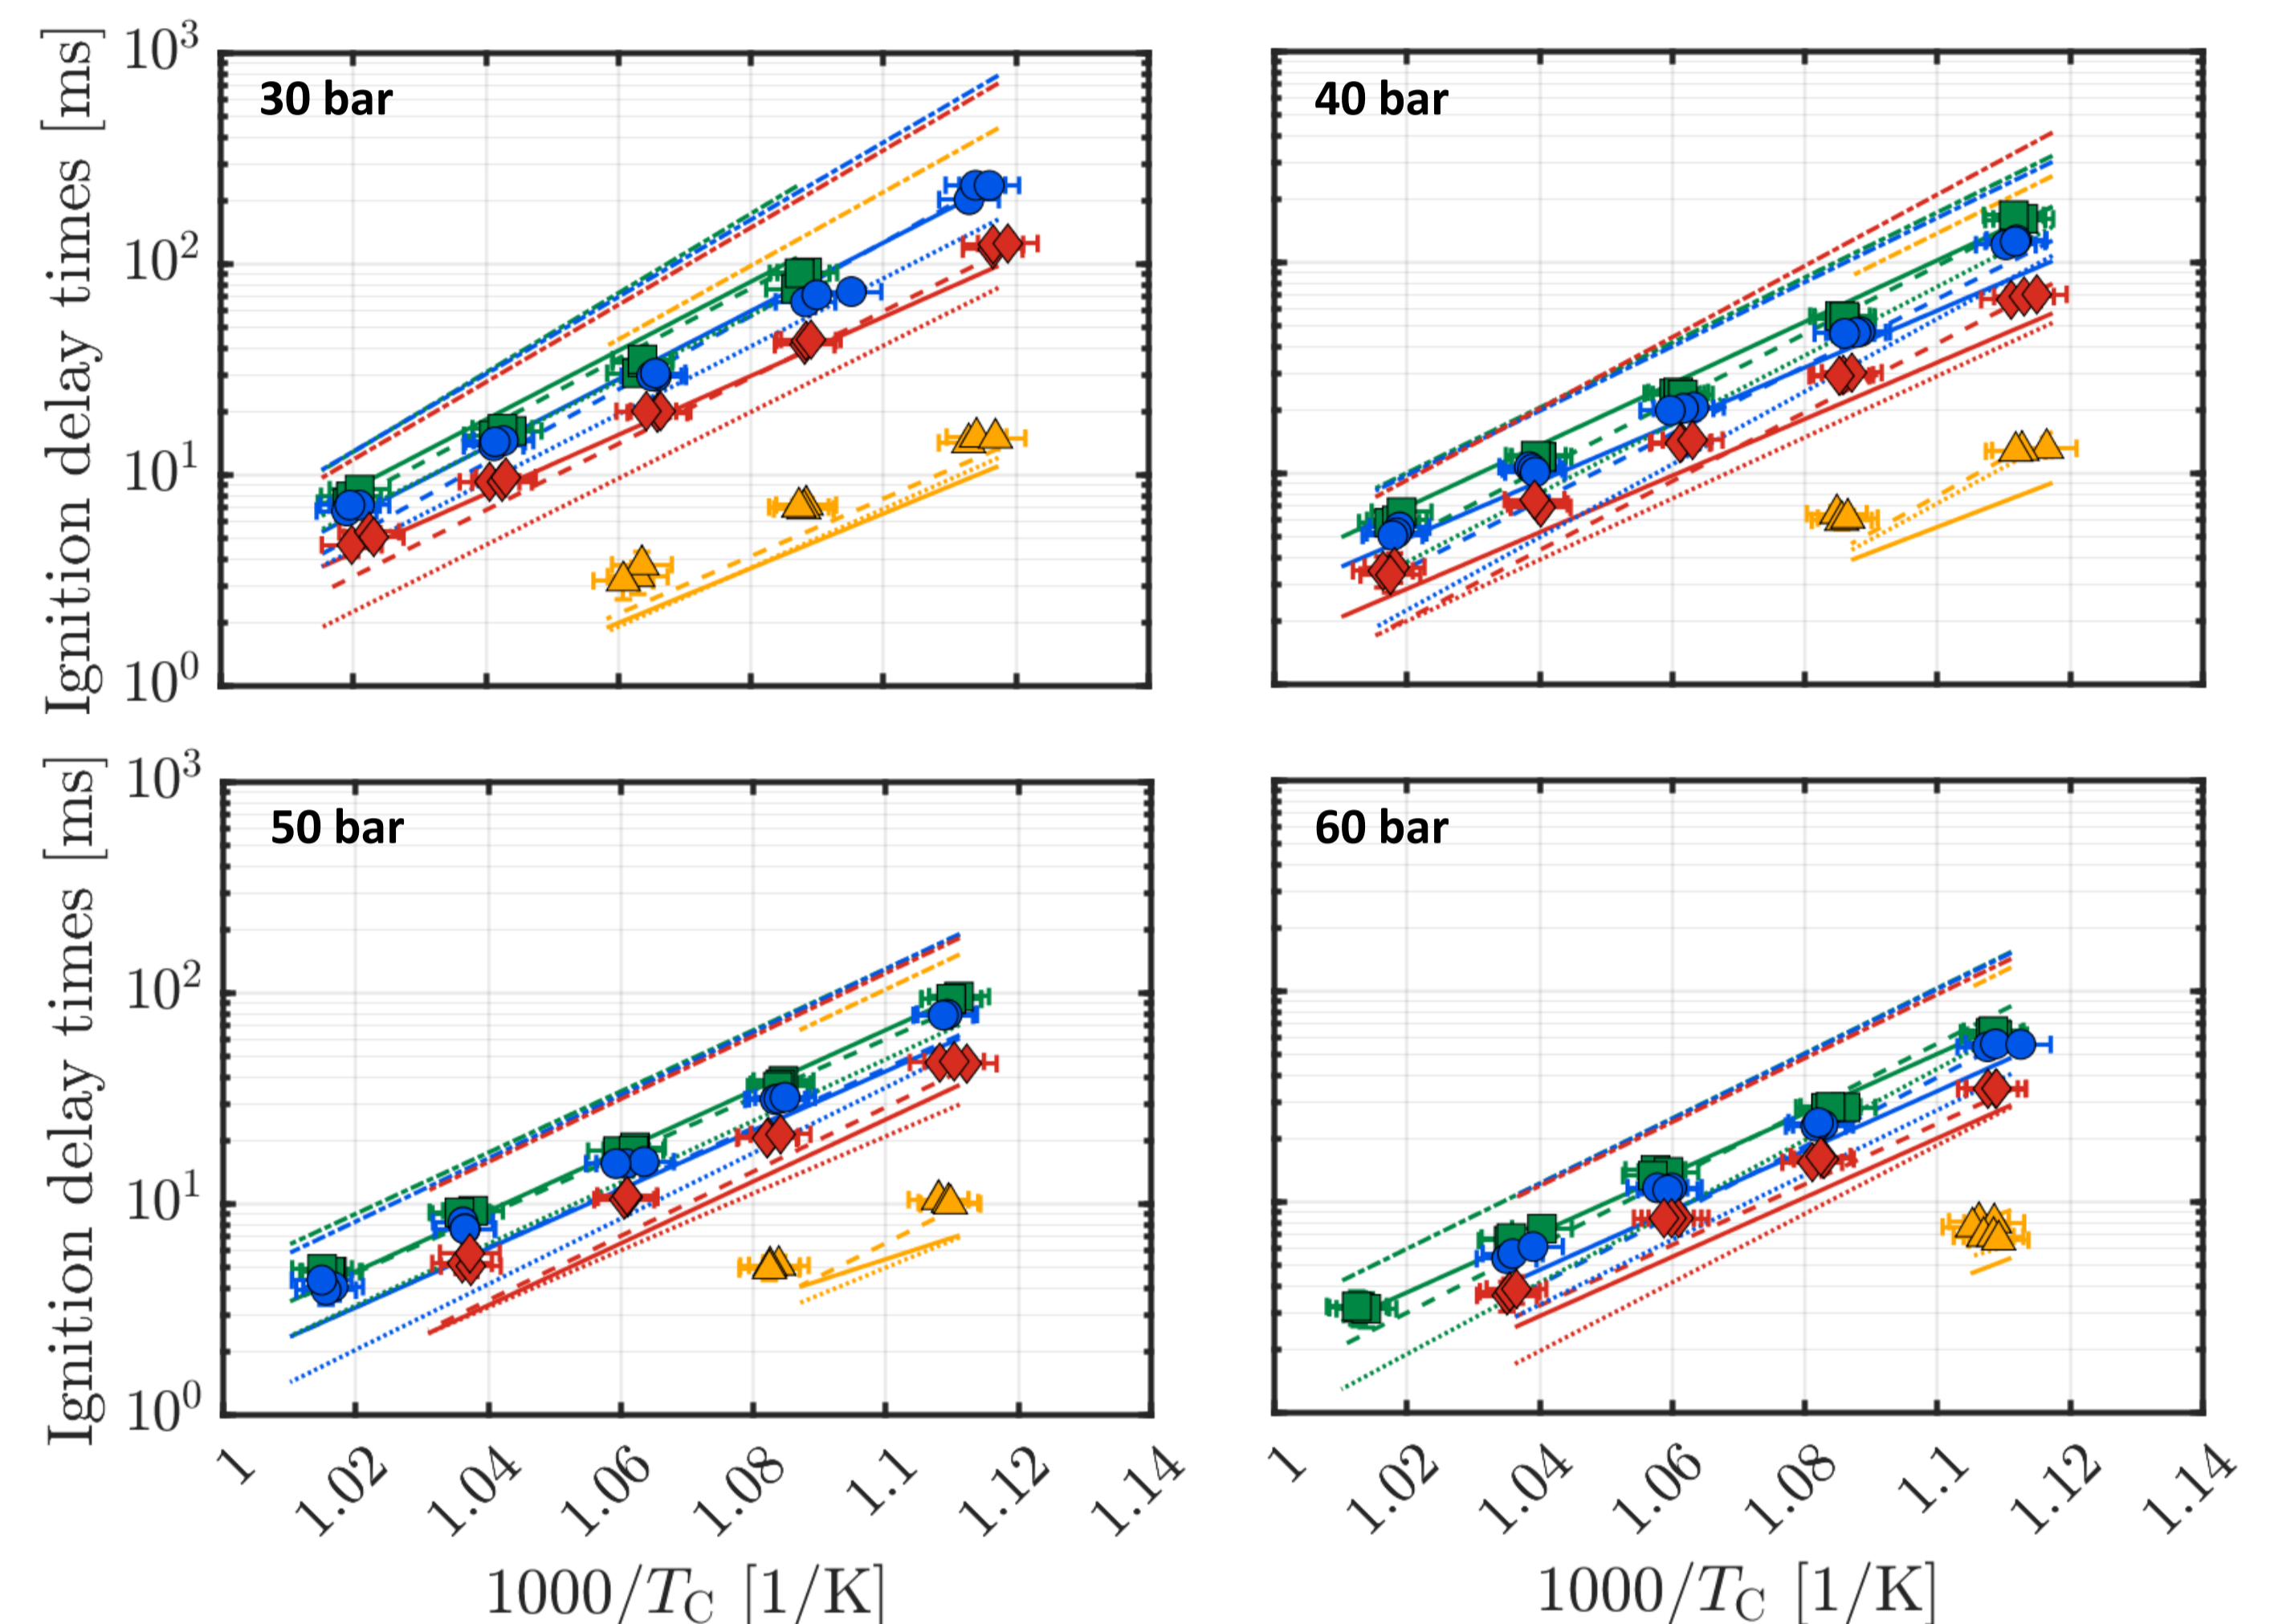 Ignition delay times [ms]
10³
10²
10¹
10⁰
30 bar
40 bar
Ignition delay times [ms]
10³
10²
10¹
10⁰
50 bar
60 bar
1 1.02 1.04 1.06 1.08 1.1 1.12 1.14
1 1.02 1.04 1.06 1.08 1.1 1.12 1.14
1000/T_C [1/K]
1000/T_C [1/K]